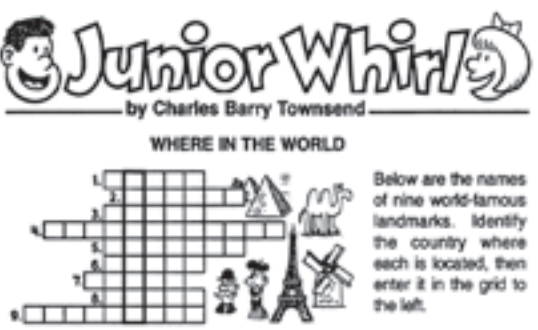 Junior Whirl
by Charles Barry Townsend
WHERE IN THE WORLD
1.
2.
3.
4.
5.
6.
7.
8.
9.
Below are the names
of nine world-famous
landmarks. Identify
the country where
each is located, then
enter it in the grid to
the left.